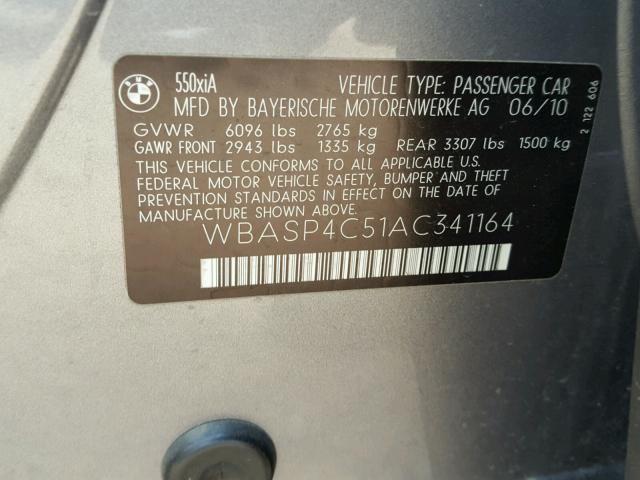 BMW
550xiA VEHICLE TYPE: PASSENGER CAR
MFD BY BAYERISCHE MOTORENWERKE AG 06/10
GVWR 6096 lbs 2765 kg
GAWR FRONT 2943 lbs 1335 kg REAR 3307 lbs 1500 kg
THIS VEHICLE CONFORMS TO ALL APPLICABLE U.S.
FEDERAL MOTOR VEHICLE SAFETY, BUMPER AND THEFT
PREVENTION STANDARDS IN EFFECT ON THE DATE OF
MANUFACTURE SHOWN ABOVE.
WBASP4C51AC341164
2 122 606